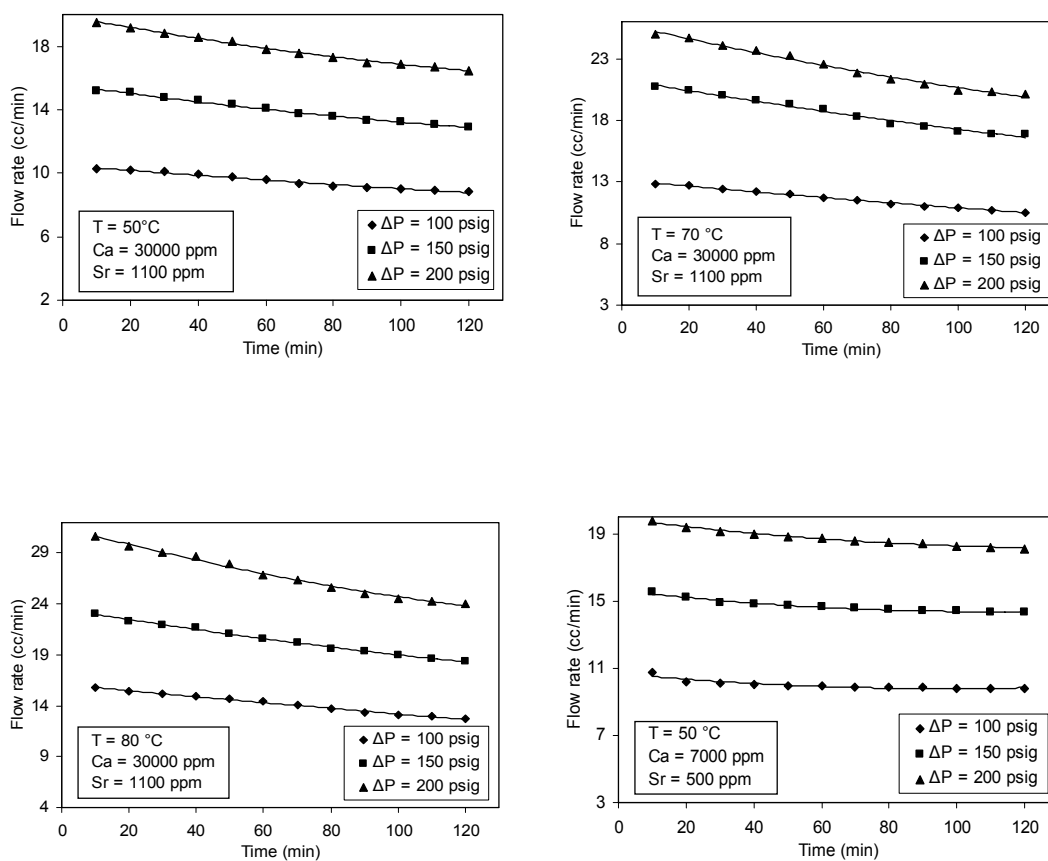 18
14
10
6
2
Flow rate (cc/min)
T = 50°C
Ca = 30000 ppm
Sr = 1100 ppm
ΔP = 100 psig
ΔP = 150 psig
ΔP = 200 psig
0 20 40 60 80 100 120
Time (min)
23
18
13
8
3
Flow rate (cc/min)
T = 70 °C
Ca = 30000 ppm
Sr = 1100 ppm
ΔP = 100 psig
ΔP = 150 psig
ΔP = 200 psig
0 20 40 60 80 100 120
Time (min)
29
24
19
14
9
4
Flow rate (cc/min)
T = 80 °C
Ca = 30000 ppm
Sr = 1100 ppm
ΔP = 100 psig
ΔP = 150 psig
ΔP = 200 psig
0 20 40 60 80 100 120
Time (min)
19
15
11
7
3
Flow rate (cc/min)
T = 50 °C
Ca = 7000 ppm
Sr = 500 ppm
ΔP = 100 psig
ΔP = 150 psig
ΔP = 200 psig
0 20 40 60 80 100 120
Time (min)